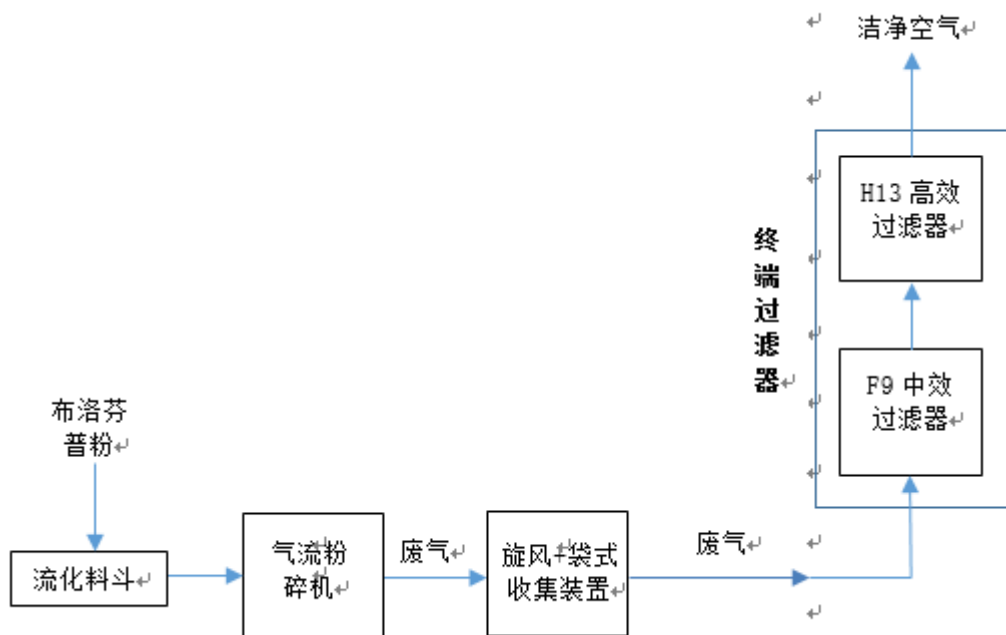 洁净空气
H13 高效
过滤器
终
端
过
滤
器
F9 中效
过滤器
布洛芬
普粉
流化料斗
气流粉
碎机
废气
旋风+袋式
收集装置
废气